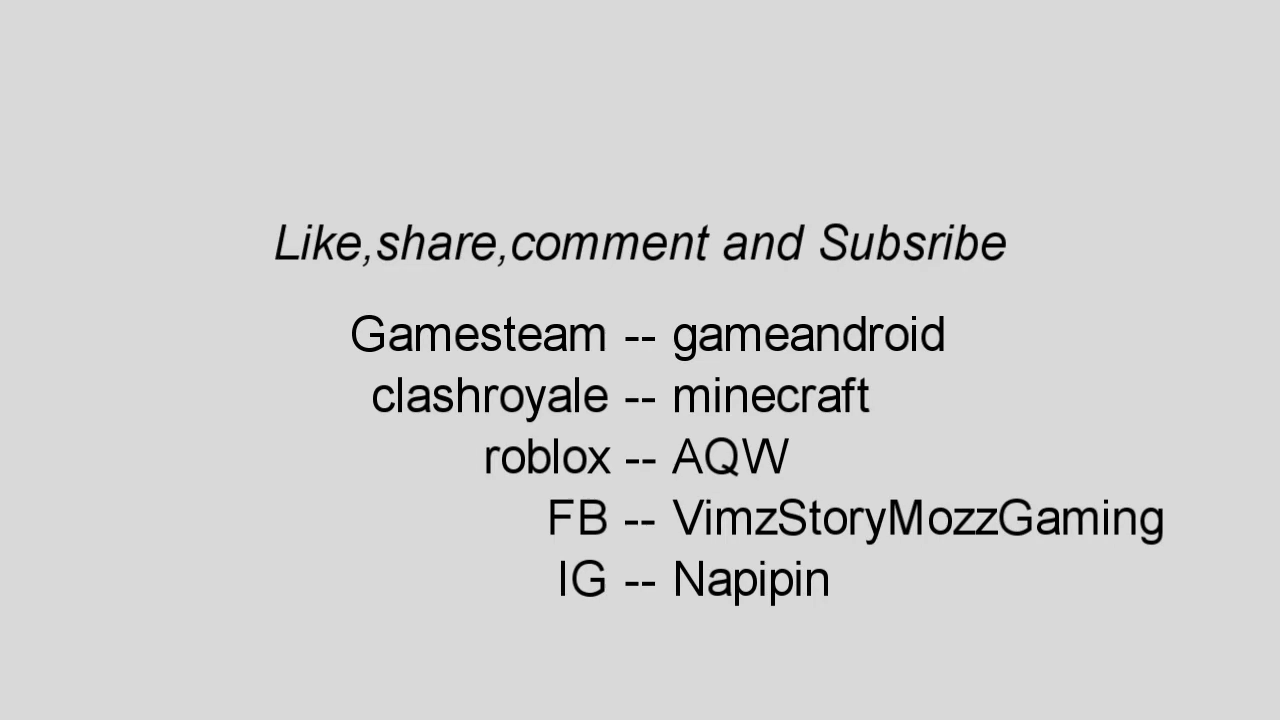 Like,share,comment and Subsribe
Gamesteam -- gameandroid
clashroyale -- minecraft
roblox -- AQW
FB -- VimzStoryMozzGaming
IG -- Napipin